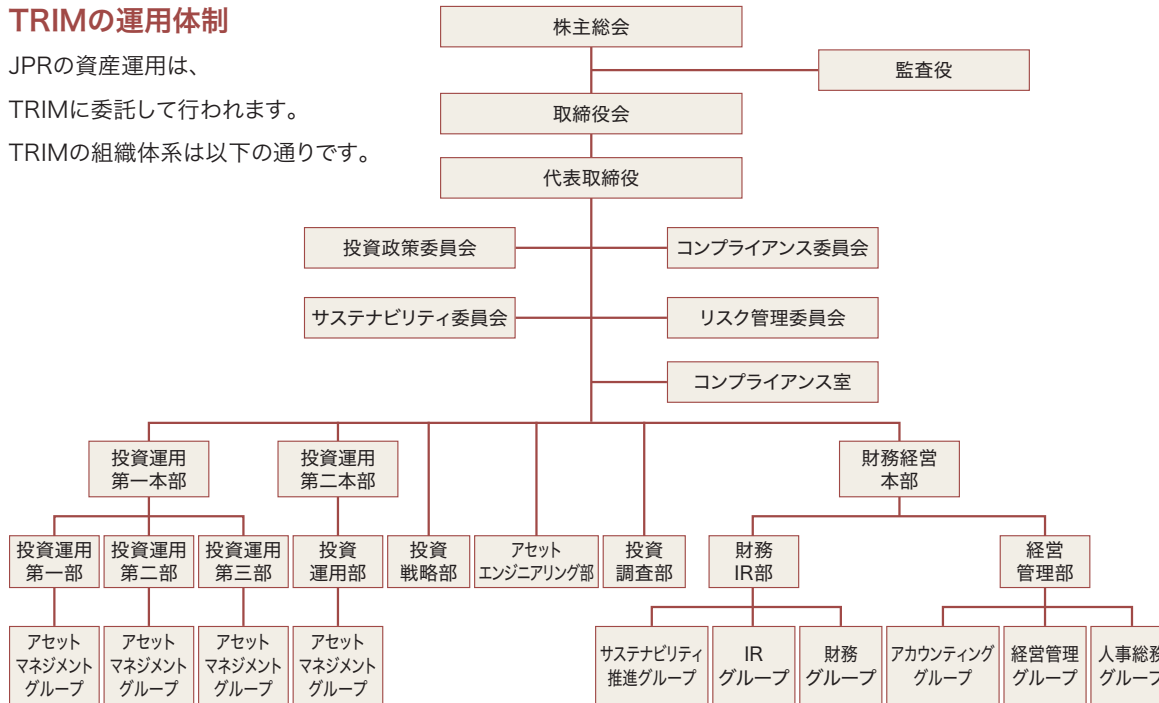 TRIMの運用体制
JPRの資産運用は、
TRIMに委託して行われます。
TRIMの組織体系は以下の通りです。
株主総会
監査役
取締役会
代表取締役
投資政策委員会
コンプライアンス委員会
サステナビリティ委員会
リスク管理委員会
コンプライアンス室
投資運用
第一本部
投資運用
第二本部
財務経営
本部
投資運用
第一部
投資運用
第二部
投資運用
第三部
投資
運用部
投資
戦略部
アセット
エンジニアリング部
投資
調査部
財務
IR部
経営
管理部
アセット
マネジメント
グループ
アセット
マネジメント
グループ
アセット
マネジメント
グループ
アセット
マネジメント
グループ
サステナビリティ
推進グループ
IR
グループ
財務
グループ
アカウンティング
グループ
経営管理
グループ
人事総務
グループ